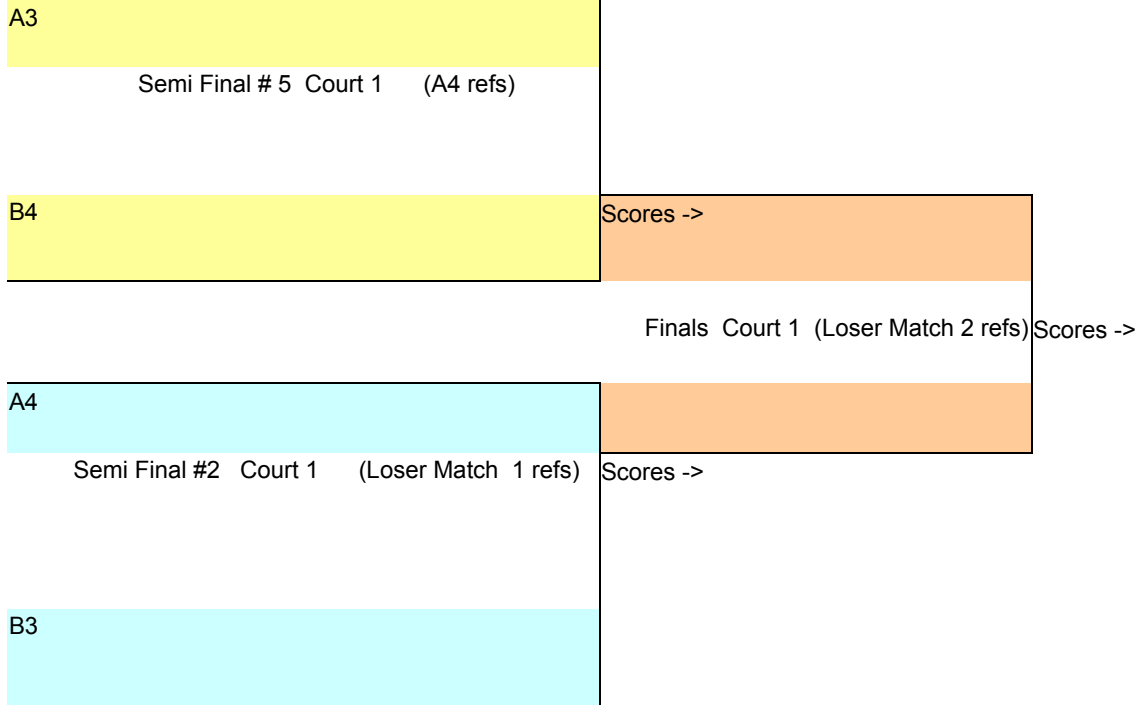 A3
Semi Final # 5 Court 1 (A4 refs)
B4
Scores ->
Finals Court 1 (Loser Match 2 refs)
Scores ->
A4
Semi Final #2 Court 1 (Loser Match 1 refs)
Scores ->
B3